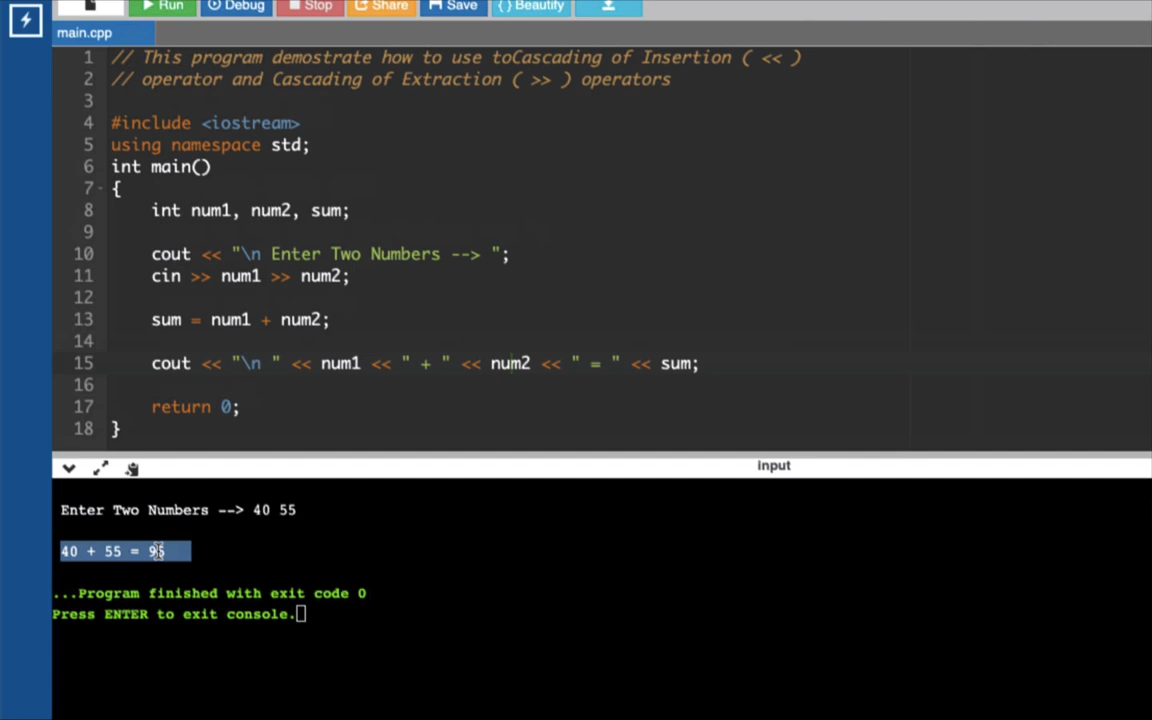 Run Debug Stop Share Save { } Beautify
main.cpp
1 // This program demostrate how to use toCascading of Insertion ( << )
2 // operator and Cascading of Extraction ( >> ) operators
3
4 #include <iostream>
5 using namespace std;
6 int main()
7 {
8 int num1, num2, sum;
9
10 cout << "\n Enter Two Numbers --> ";
11 cin >> num1 >> num2;
12
13 sum = num1 + num2;
14
15 cout << "\n " << num1 << " + " << num2 << " = " << sum;
16
17 return 0;
18 }
input
Enter Two Numbers --> 40 55
40 + 55 = 95
...Program finished with exit code 0
Press ENTER to exit console.